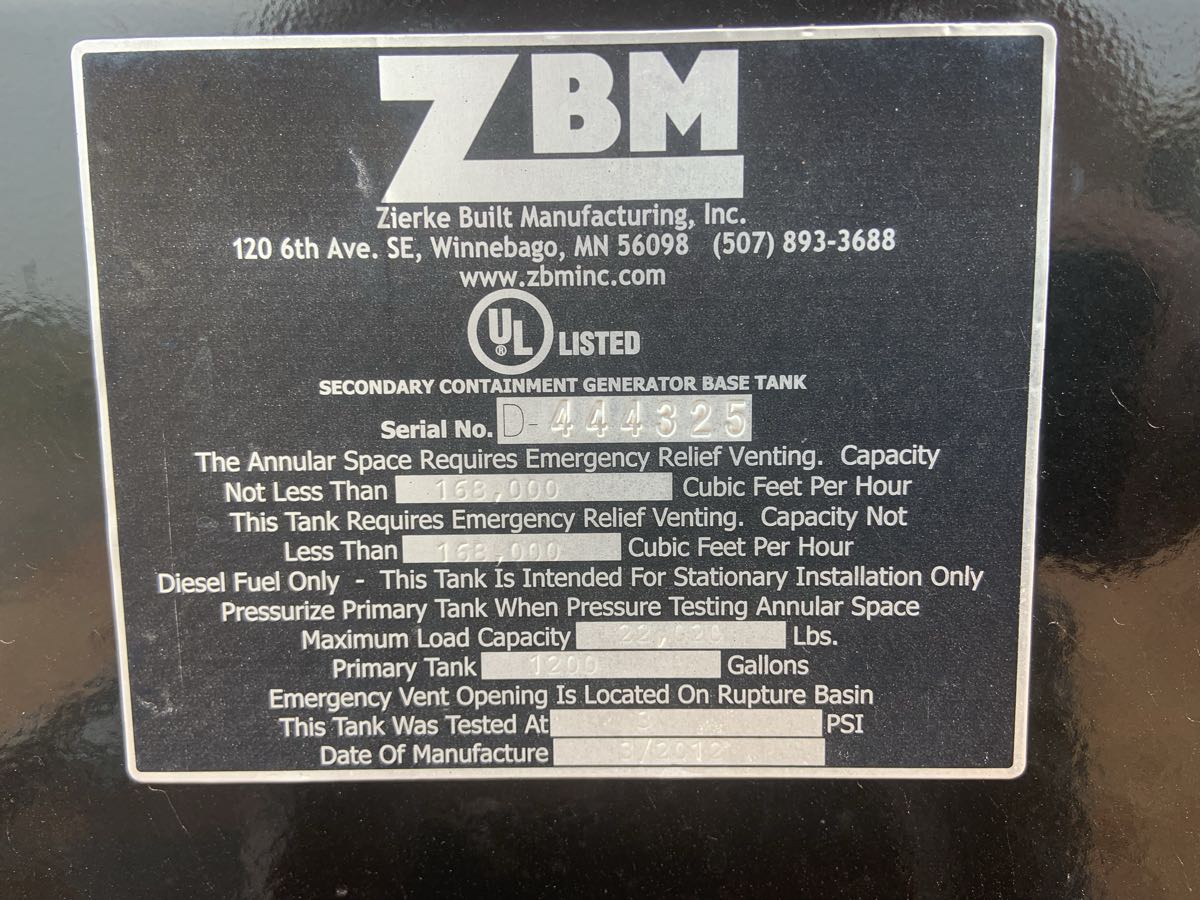 ZBM
Zierke Built Manufacturing, Inc.
120 6th Ave. SE, Winnebago, MN 56098 (507) 893-3688
www.zbminc.com
UL ® LISTED
SECONDARY CONTAINMENT GENERATOR BASE TANK
Serial No. D-444325
The Annular Space Requires Emergency Relief Venting. Capacity
Not Less Than 168,000 Cubic Feet Per Hour
This Tank Requires Emergency Relief Venting. Capacity Not
Less Than 168,000 Cubic Feet Per Hour
Diesel Fuel Only - This Tank Is Intended For Stationary Installation Only
Pressurize Primary Tank When Pressure Testing Annular Space
Maximum Load Capacity Lbs.
Primary Tank 1200 Gallons
Emergency Vent Opening Is Located On Rupture Basin
This Tank Was Tested At 3 PSI
Date Of Manufacture 3/2012